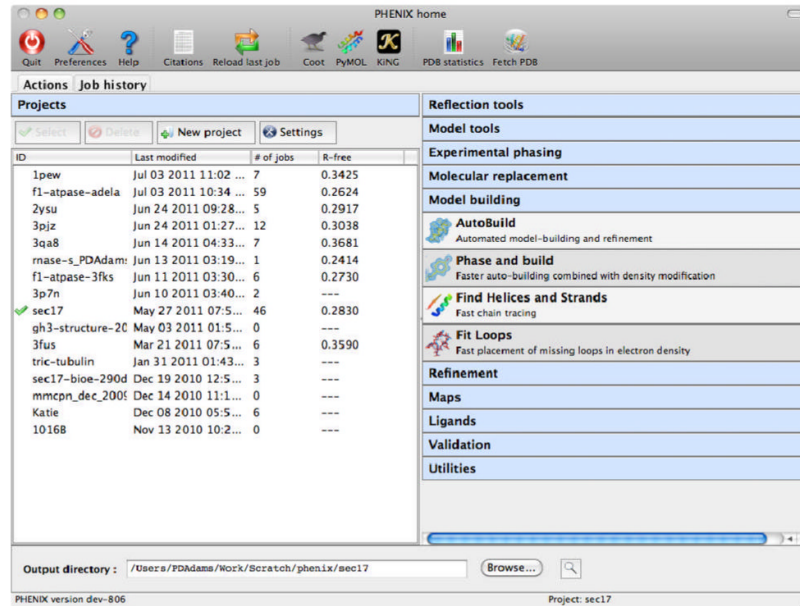 PHENIX home
Quit Preferences Help Citations Reload last job Coot PyMOL KiNG PDB statistics Fetch PDB
Actions Job history
Projects
Select Delete New project Settings
ID Last modified # of jobs R-free
1pew Jul 03 2011 11:02 ... 7 0.3425
f1-atpase-adela Jul 03 2011 10:34 ... 59 0.2624
2ysu Jun 24 2011 09:28... 5 0.2917
3pjz Jun 24 2011 01:27... 12 0.3038
3qa8 Jun 14 2011 04:33... 7 0.3681
rnase-s_PDAdam: Jun 13 2011 03:19... 1 0.2414
f1-atpase-3fks Jun 11 2011 03:30... 6 0.2730
3p7n Jun 10 2011 03:40... 2 ---
sec17 May 27 2011 07:5... 46 0.2830
gh3-structure-20 May 03 2011 01:5... 0 ---
3fus Mar 21 2011 07:5... 6 0.3590
tric-tubulin Jan 31 2011 01:43... 3 ---
sec17-bioe-290d Dec 19 2010 12:5... 3 ---
mmcpn_dec_2009 Dec 14 2010 11:1... 0 ---
Katie Dec 08 2010 05:5... 6 ---
10168 Nov 13 2010 10:2... 0 ---
Reflection tools
Model tools
Experimental phasing
Molecular replacement
Model building
AutoBuild
Automated model-building and refinement
Phase and build
Faster auto-building combined with density modification
Find Helices and Strands
Fast chain tracing
Fit Loops
Fast placement of missing loops in electron density
Refinement
Maps
Ligands
Validation
Utilities
Output directory : /Users/PDAdams/Work/Scratch/phenix/sec17 Browse...
PHENIX version dev-806 Project: sec17